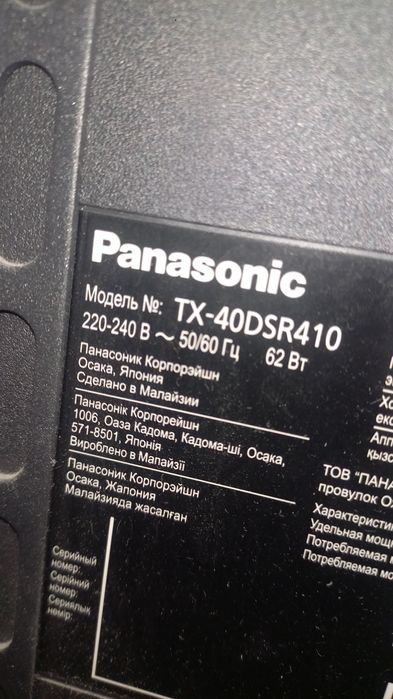 Panasonic
Модель №: TX-40DSR410
220-240 В ~ 50/60 Гц 62 Вт
Панасоник Корпорэйшн
Осака, Япония
Сделано в Малайзии
Панасонік Корпорейшн
1006, Оаза Кадома, Кадома-ші, Осака,
571-8501, Японія
Вироблено в Малайзії
Панасоник Корпорэйшн
Осака, Жапония
Малайзияда жасалған
Серийный
номер:
Серійний
номер:
Сериялық
нөмір:
ТОВ "ПАНА
провулок
Характеристи
Удельная мощ
Потребляемая
Потребляемая мо